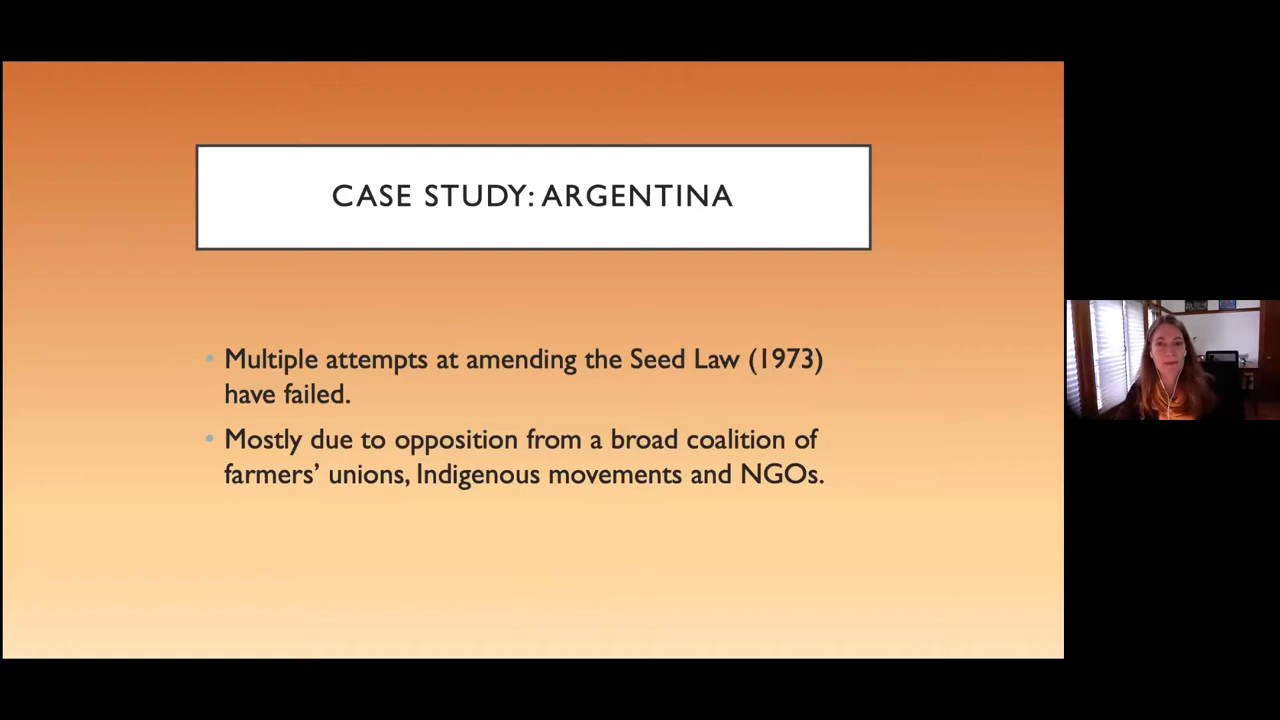 CASE STUDY: ARGENTINA
• Multiple attempts at amending the Seed Law (1973)
have failed.
• Mostly due to opposition from a broad coalition of
farmers’ unions, Indigenous movements and NGOs.